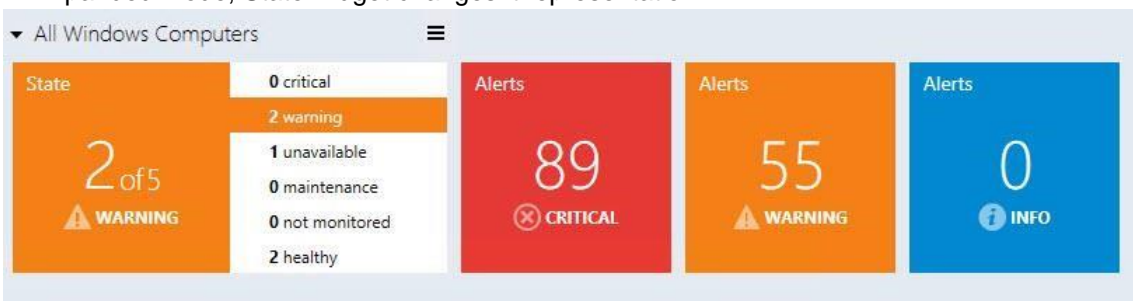 All Windows Computers
State
2 of 5
WARNING
0 critical
2 warning
1 unavailable
0 maintenance
0 not monitored
2 healthy
Alerts
89
CRITICAL
Alerts
55
WARNING
Alerts
0
INFO